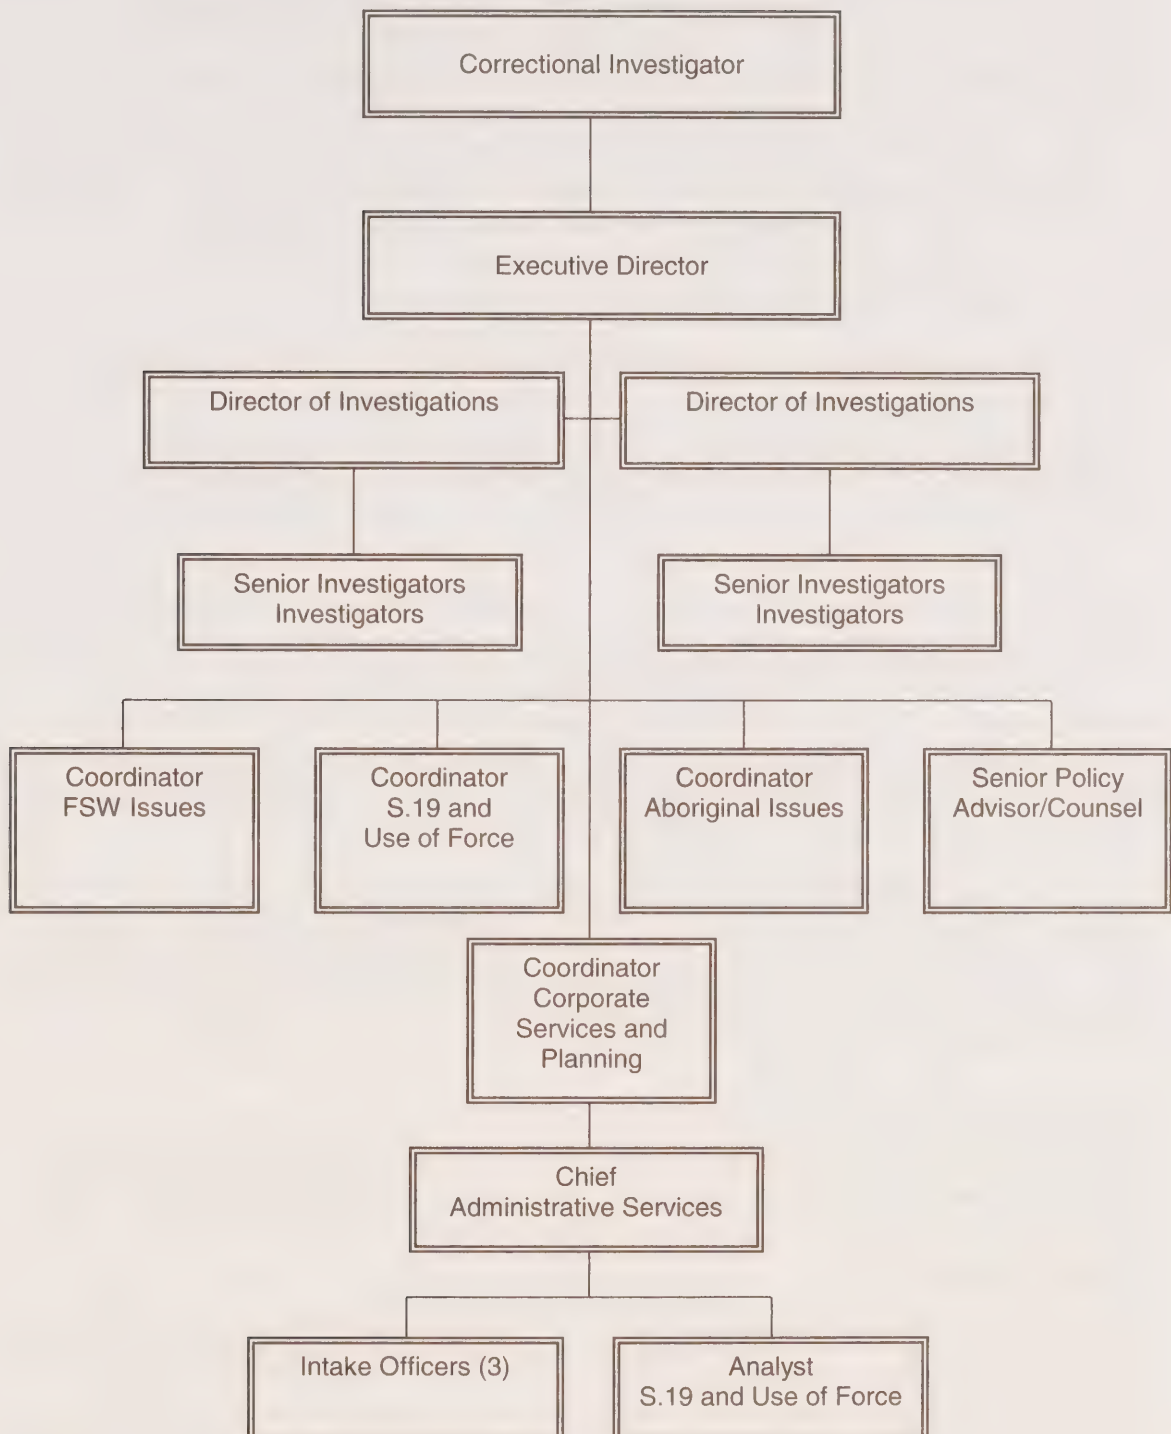 Correctional Investigator
Executive Director
Director of Investigations
Director of Investigations
Senior Investigators
Investigators
Senior Investigators
Investigators
Coordinator
FSW Issues
Coordinator
S.19 and
Use of Force
Coordinator
Aboriginal Issues
Senior Policy
Advisor/Counsel
Coordinator
Corporate
Services and
Planning
Chief
Administrative Services
Intake Officers (3)
Analyst
S.19 and Use of Force